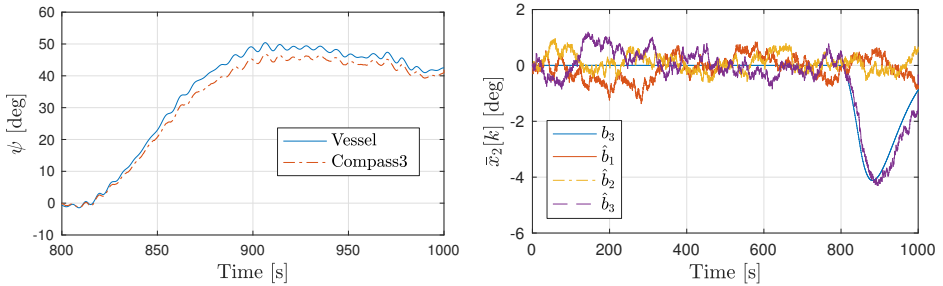 60
50
40
30
20
10
0
-10
ψ [deg]
Vessel
Compass3
800
850
900
950
1000
Time [s]
2
0
-2
-4
-6
x̄₂[k] [deg]
b₃
b̂₁
b̂₂
b̂₃
0
200
400
600
800
1000
Time [s]